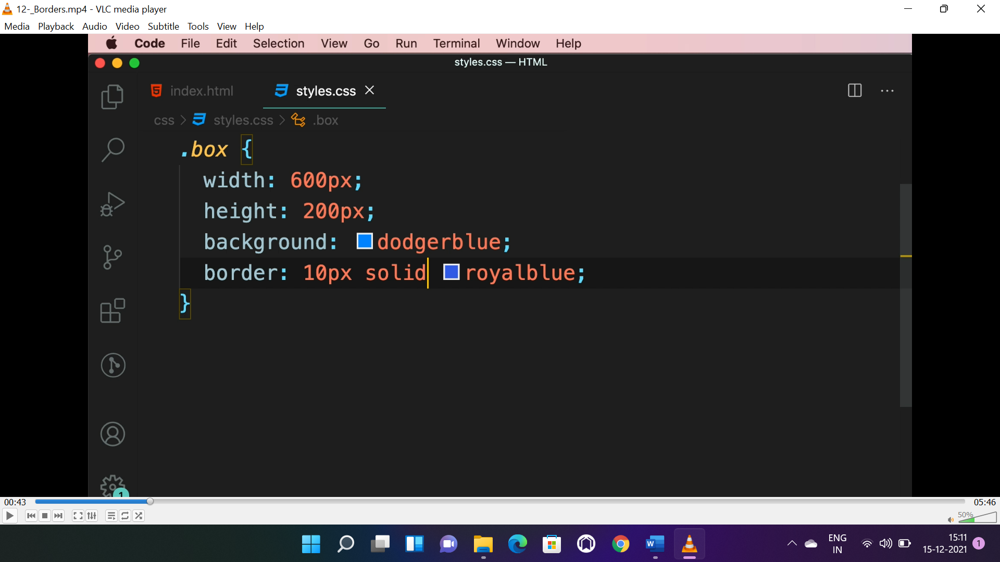 12-_Borders.mp4 - VLC media player
Media Playback Audio Video Subtitle Tools View Help
Code File Edit Selection View Go Run Terminal Window Help
styles.css — HTML
index.html styles.css
css > styles.css > .box
.box {
width: 600px;
height: 200px;
background: dodgerblue;
border: 10px solid royalblue;
}
1
00:43 05:46
50%
ENG
IN
15:11
15-12-2021
1